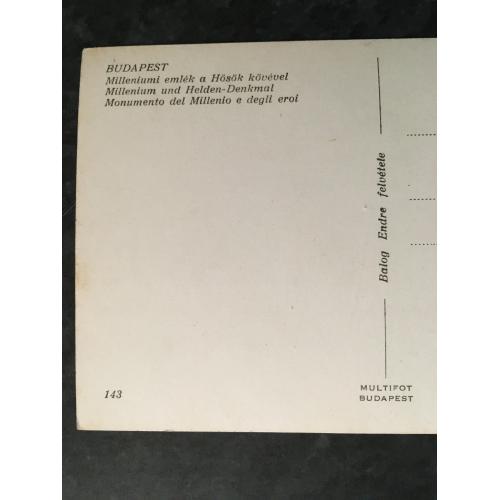 BUDAPEST
Milleniumi emlék a Hősök kövével
Millenium und Helden-Denkmal
Monumento del Millenio e degli eroi
Balog Endre felvétele
143
MULTIFOT
BUDAPEST